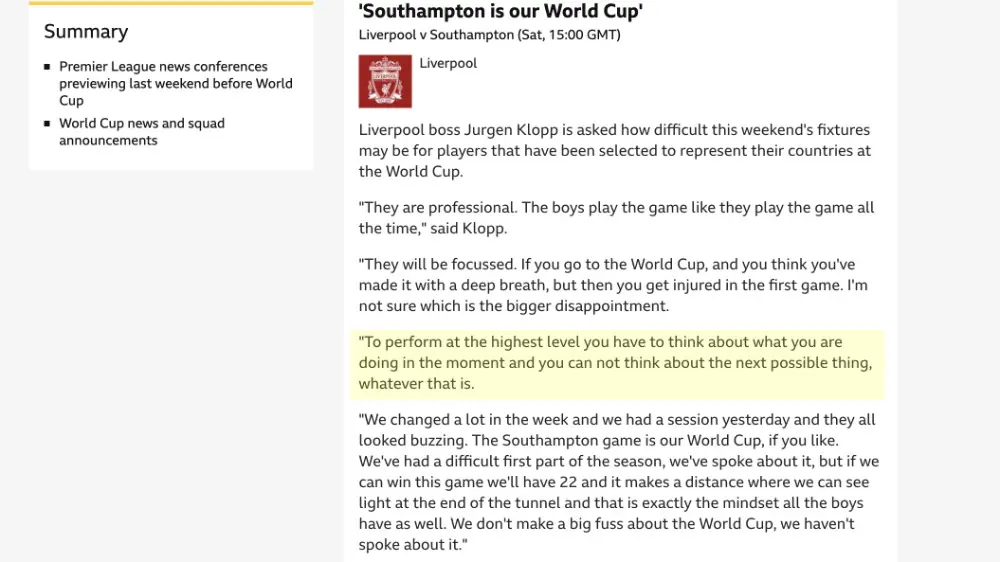 Summary
Premier League news conferences
previewing last weekend before World
Cup
World Cup news and squad
announcements
'Southampton is our World Cup'
Liverpool v Southampton (Sat, 15:00 GMT)
Liverpool
Liverpool boss Jurgen Klopp is asked how difficult this weekend's fixtures
may be for players that have been selected to represent their countries at
the World Cup.
"They are professional. The boys play the game like they play the game all
the time," said Klopp.
"They will be focussed. If you go to the World Cup, and you think you've
made it with a deep breath, but then you get injured in the first game. I'm
not sure which is the bigger disappointment.
"To perform at the highest level you have to think about what you are
doing in the moment and you can not think about the next possible thing,
whatever that is.
"We changed a lot in the week and we had a session yesterday and they all
looked buzzing. The Southampton game is our World Cup, if you like.
We've had a difficult first part of the season, we've spoke about it, but if we
can win this game we'll have 22 and it makes a distance where we can see
light at the end of the tunnel and that is exactly the mindset all the boys
have as well. We don't make a big fuss about the World Cup, we haven't
spoke about it."